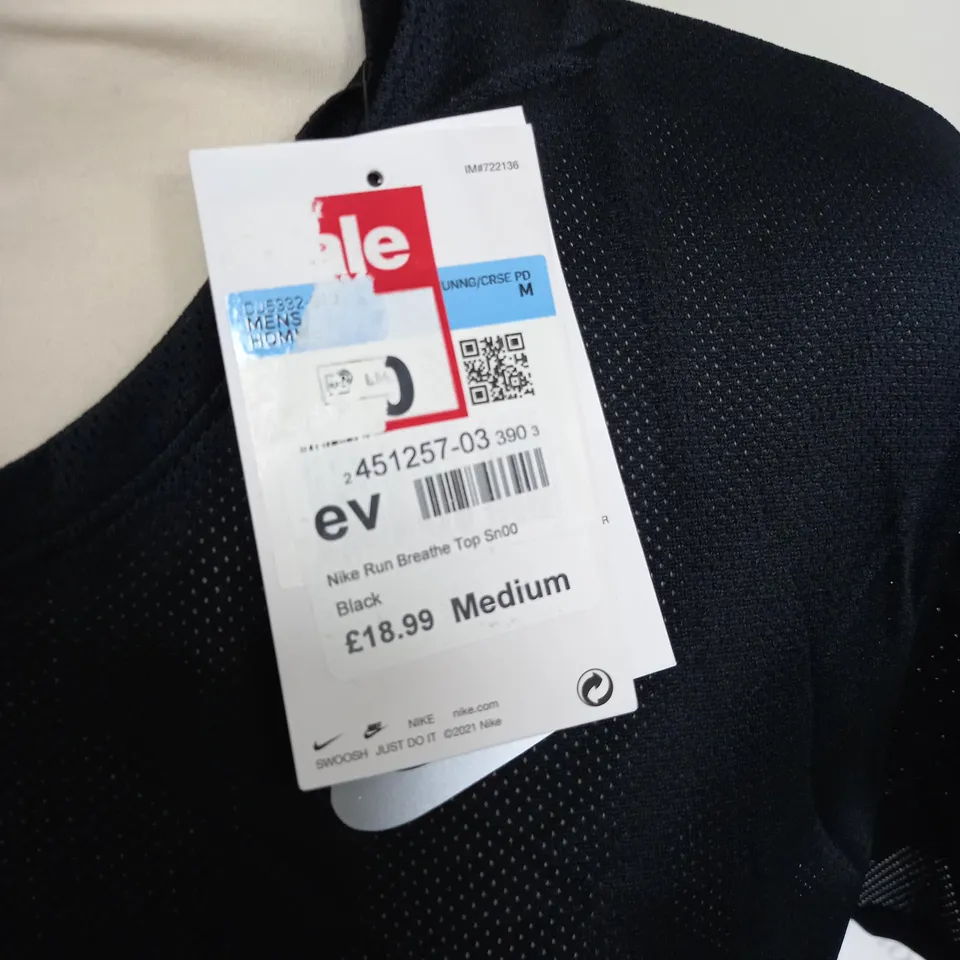 IM#722136
ale
UNNG/CRSE PD
M
MENS
0
2 451257-03 390 3
ev
Nike Run Breathe Top Sn00
Black
£18.99 Medium
R
NIKE nike.com
SWOOSH JUST DO IT ©2021 Nike